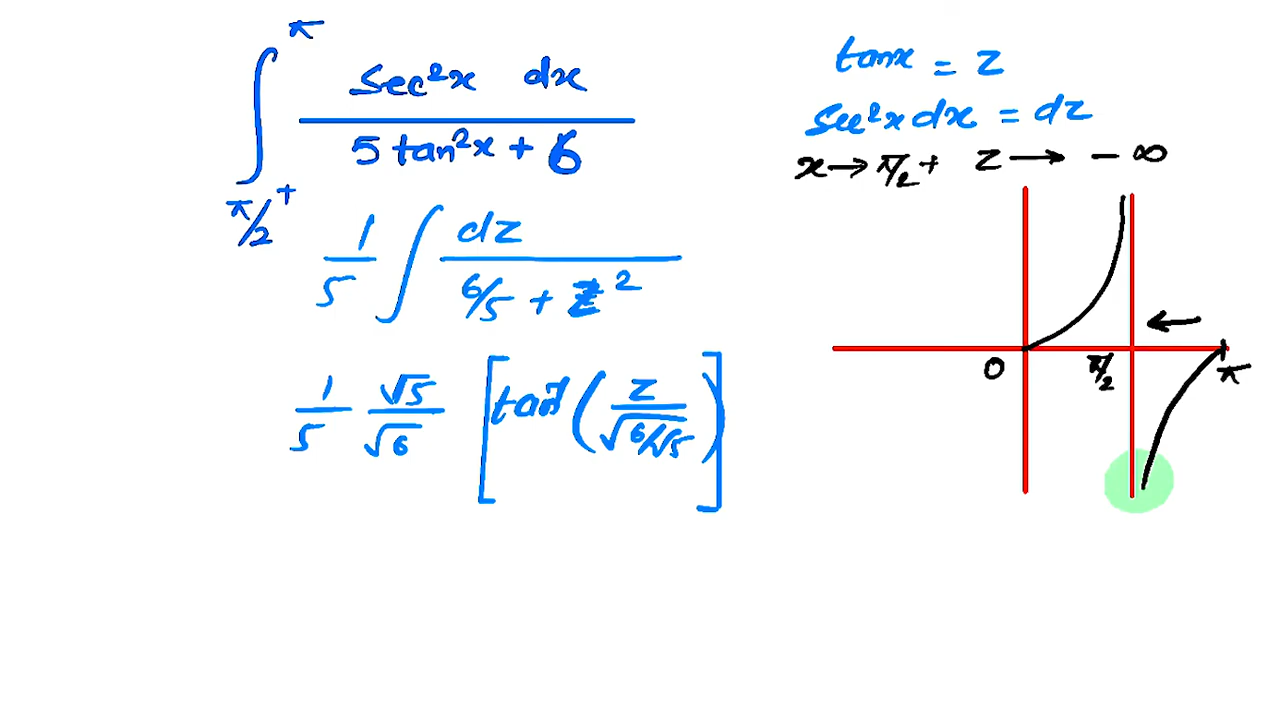 ∫_{π/2⁺}^{π} sec²x dx / (5 tan²x + 6)
1/5 ∫ dz / (6/5 + z²)
1/5 √5/√6 [tan⁻¹(z/√6/√5)]
tanx = z
sec²x dx = dz
x → π/2+ z → − ∞
0 π/2 π